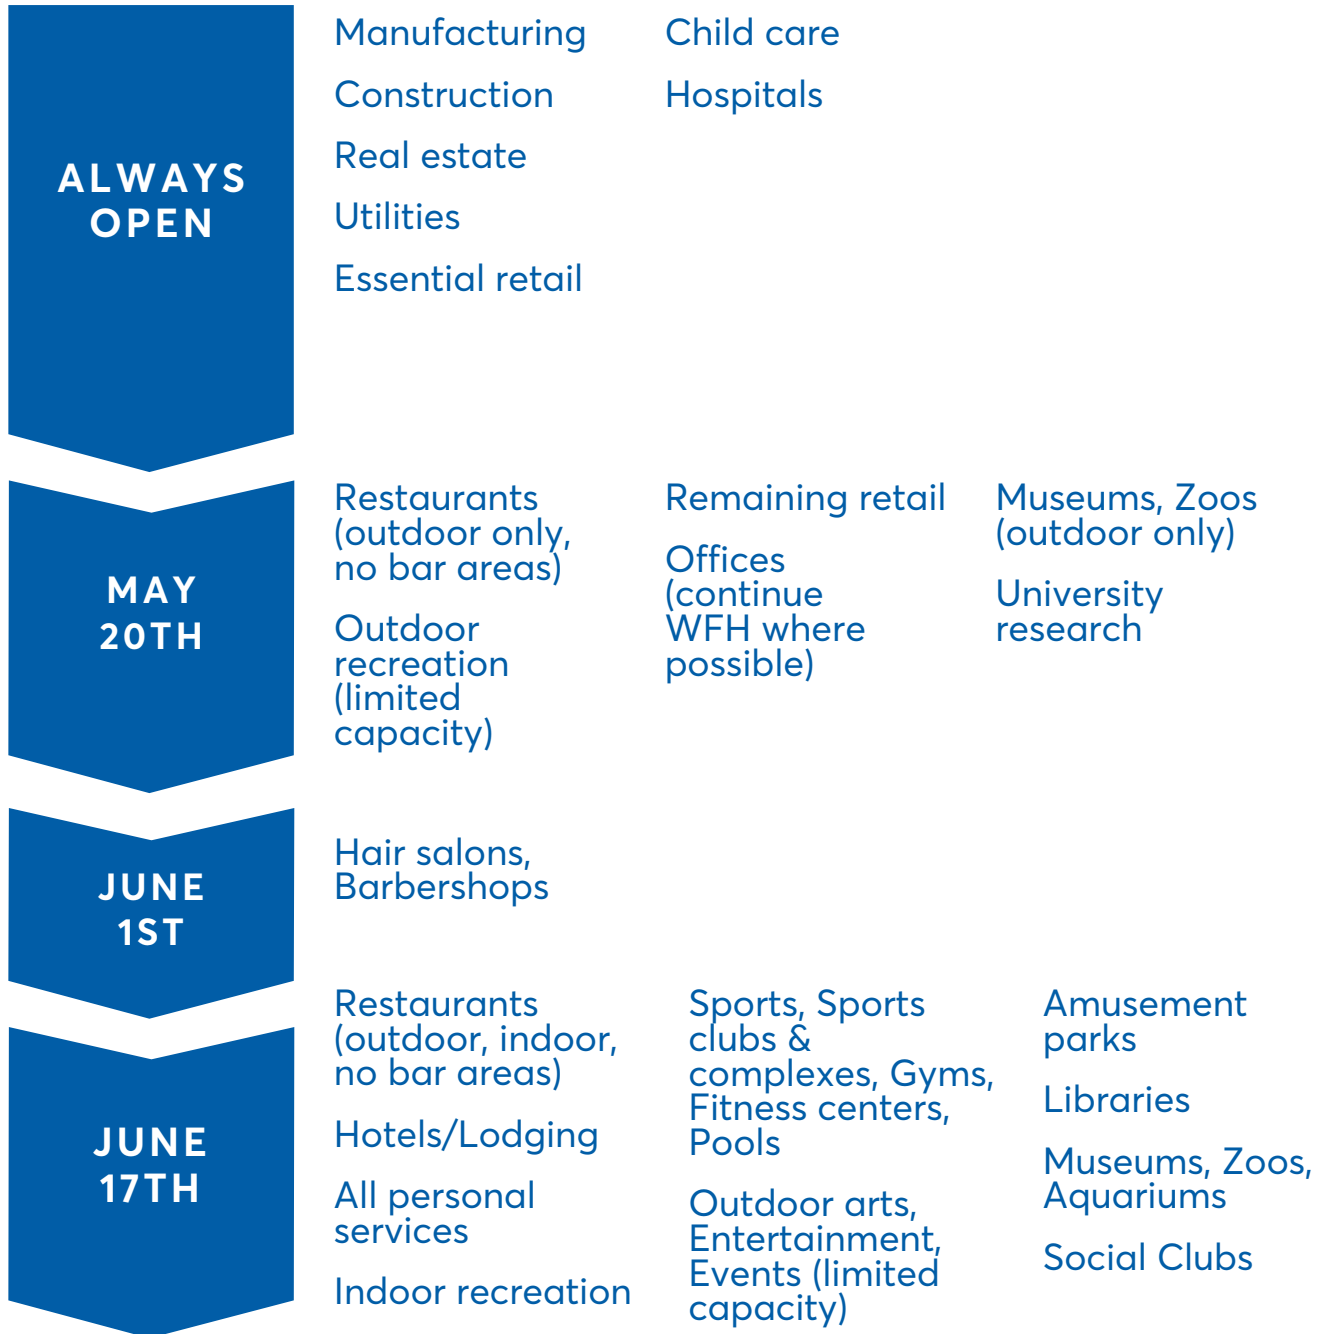 ALWAYS
OPEN
Manufacturing
Construction
Real estate
Utilities
Essential retail
Child care
Hospitals
MAY
20TH
Restaurants
(outdoor only,
no bar areas)
Outdoor
recreation
(limited
capacity)
Remaining retail
Offices
(continue
WFH where
possible)
Museums, Zoos
(outdoor only)
University
research
JUNE
1ST
Hair salons,
Barbershops
JUNE
17TH
Restaurants
(outdoor, indoor,
no bar areas)
Hotels/Lodging
All personal
services
Indoor recreation
Sports, Sports
clubs &
complexes, Gyms,
Fitness centers,
Pools
Outdoor arts,
Entertainment,
Events (limited
capacity)
Amusement
parks
Libraries
Museums, Zoos,
Aquariums
Social Clubs